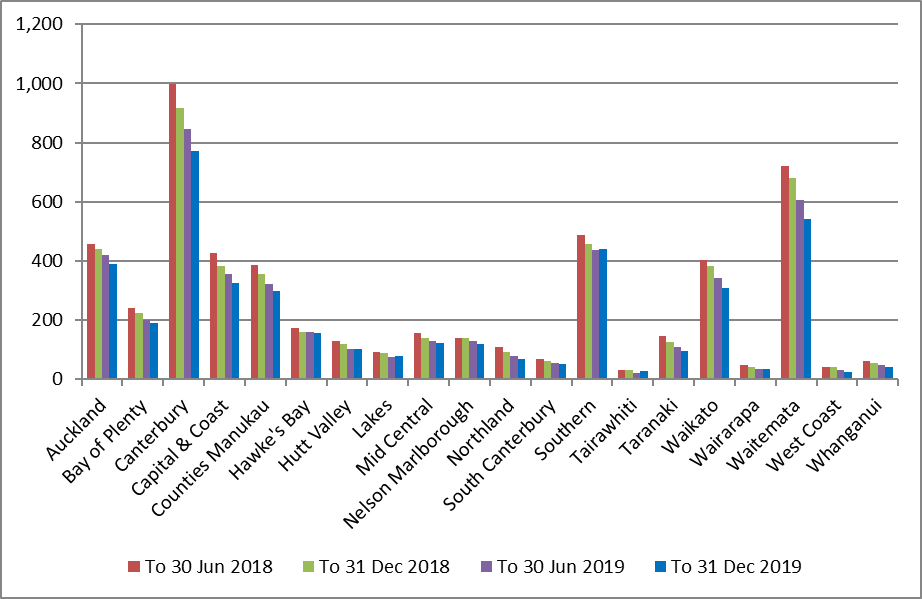 1,200
1,000
800
600
400
200
0
Auckland
Bay of Plenty
Canterbury
Capital & Coast
Counties Manukau
Hawke's Bay
Hutt Valley
Lakes
Mid Central
Nelson Marlborough
Northland
South Canterbury
Southern
Tairawhiti
Taranaki
Waikato
Wairarapa
Waitemata
West Coast
Whanganui
To 30 Jun 2018 To 31 Dec 2018 To 30 Jun 2019 To 31 Dec 2019